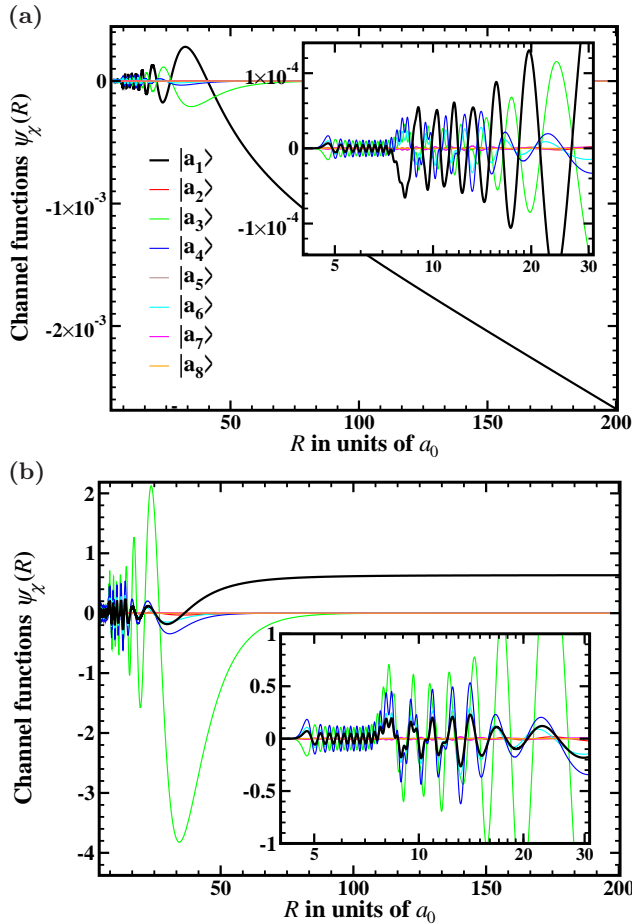 (a)
Channel functions ψχ(R)
0
-1×10⁻³
-2×10⁻³
|a₁⟩
|a₂⟩
|a₃⟩
|a₄⟩
|a₅⟩
|a₆⟩
|a₇⟩
|a₈⟩
1×10⁻⁴
0
-1×10⁻⁴
5 10 20 30
50 100 150 200
R in units of a₀
(b)
Channel functions ψχ(R)
2
1
0
-1
-2
-3
-4
1
0.5
0
-0.5
-1
5 10 20 30
50 100 150 200
R in units of a₀